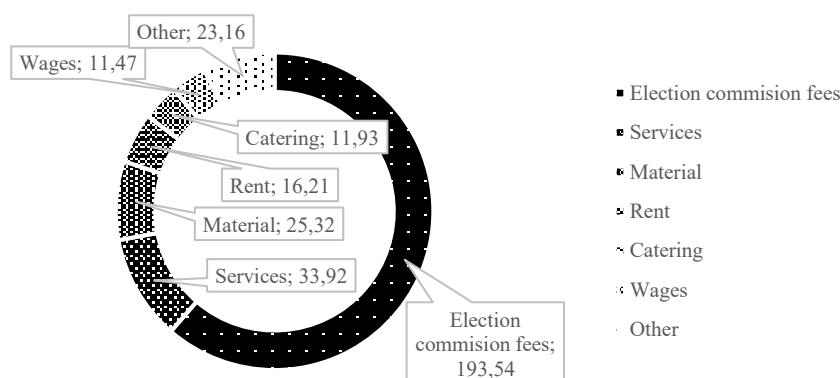 Other; 23,16
Wages; 11,47
Catering; 11,93
Rent; 16,21
Material; 25,32
Services; 33,92
Election
commision fees;
193,54
Election commision fees
Services
Material
Rent
Catering
Wages
Other